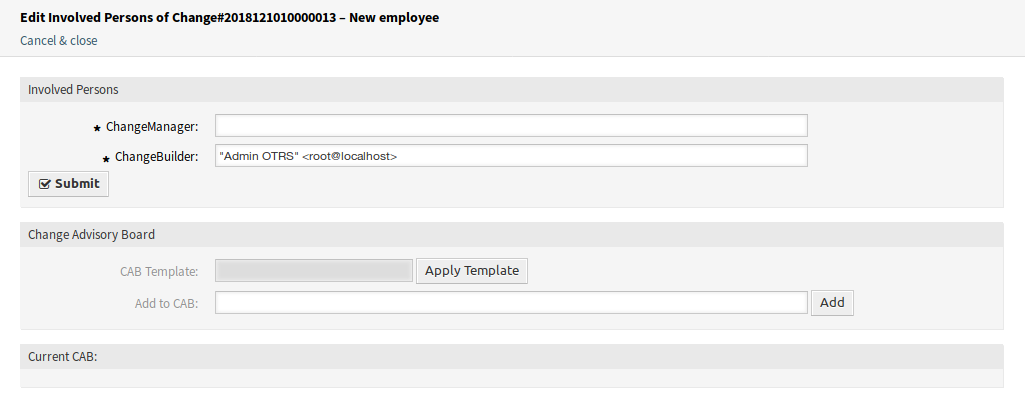 Edit Involved Persons of Change#2018121010000013 – New employee
Cancel & close
Involved Persons
★ ChangeManager:
★ ChangeBuilder: "Admin OTRS" <root@localhost>
Submit
Change Advisory Board
CAB Template: Apply Template
Add to CAB: Add
Current CAB: